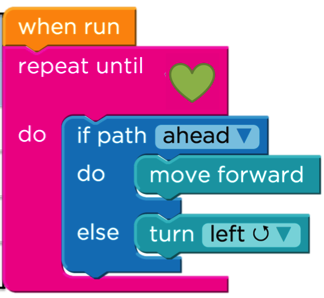 when run
repeat until
do if path ahead ▼
do move forward
else turn left ↺ ▼